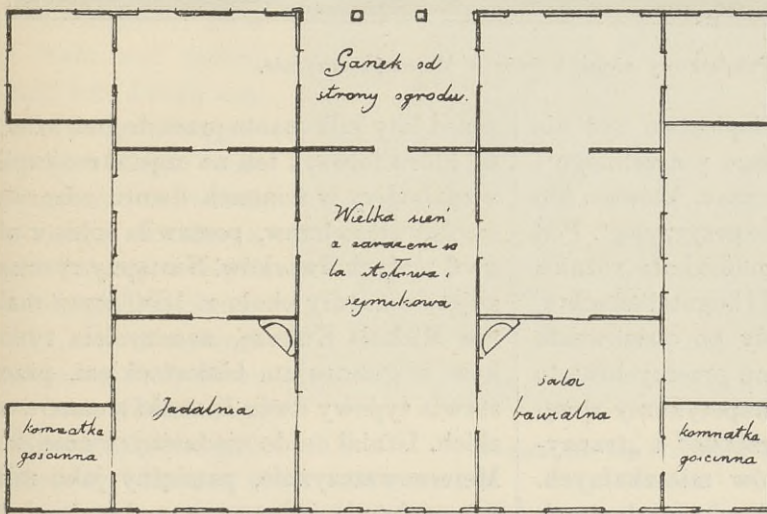 Ganek od
strony ogrodu.
Wielka sień
a zarazem sa
la stołowa i
sejmikowa
Jadalnia
sala
bawialna
komnatka
gościnna
komnatka
gościnna